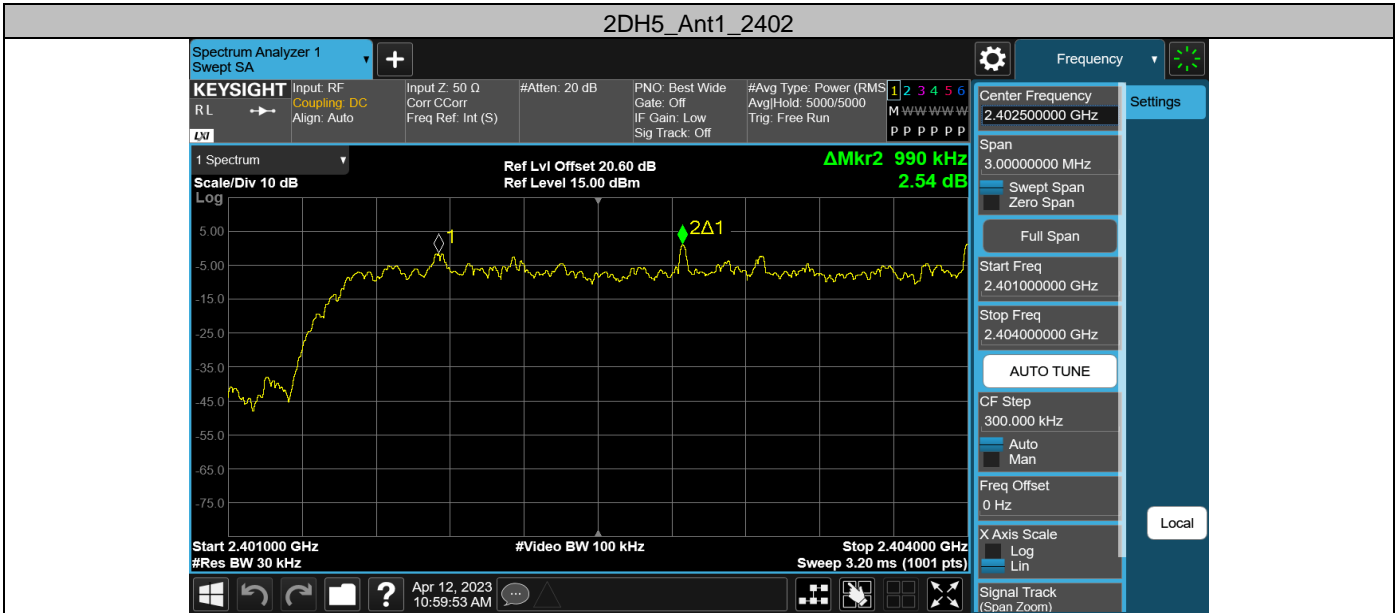 2DH5_Ant1_2402
Spectrum Analyzer 1
Swept SA
Frequency
KEYSIGHT
RL
LXI
Input: RF
Coupling: DC
Align: Auto
Input Z: 50 Ω
Corr CCorr
Freq Ref: Int (S)
#Atten: 20 dB
PNO: Best Wide
Gate: Off
IF Gain: Low
Sig Track: Off
#Avg Type: Power (RMS
Avg|Hold: 5000/5000
Trig: Free Run
1 2 3 4 5 6
M W W W W W
P P P P P P
1 Spectrum
Scale/Div 10 dB
Log
Ref Lvl Offset 20.60 dB
Ref Level 15.00 dBm
ΔMkr2 990 kHz
2.54 dB
5.00
-5.00
-15.0
-25.0
-35.0
-45.0
-55.0
-65.0
-75.0
1
2Δ1
Start 2.401000 GHz
#Res BW 30 kHz
#Video BW 100 kHz
Stop 2.404000 GHz
Sweep 3.20 ms (1001 pts)
Center Frequency
2.402500000 GHz
Span
3.00000000 MHz
Swept Span
Zero Span
Full Span
Start Freq
2.401000000 GHz
Stop Freq
2.404000000 GHz
AUTO TUNE
CF Step
300.000 kHz
Auto
Man
Freq Offset
0 Hz
X Axis Scale
Log
Lin
Signal Track
(Span Zoom)
Settings
Local
?
Apr 12, 2023
10:59:53 AM